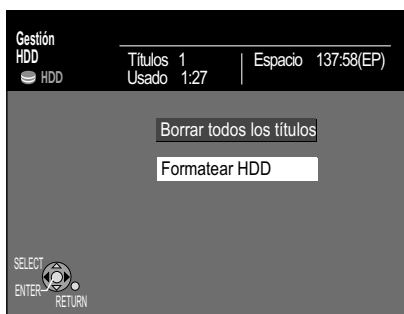 Gestión
HDD
HDD
Títulos 1
Usado 1:27
Espacio 137:58(EP)
Borrar todos los títulos
Formatear HDD
SELECT
ENTER
RETURN